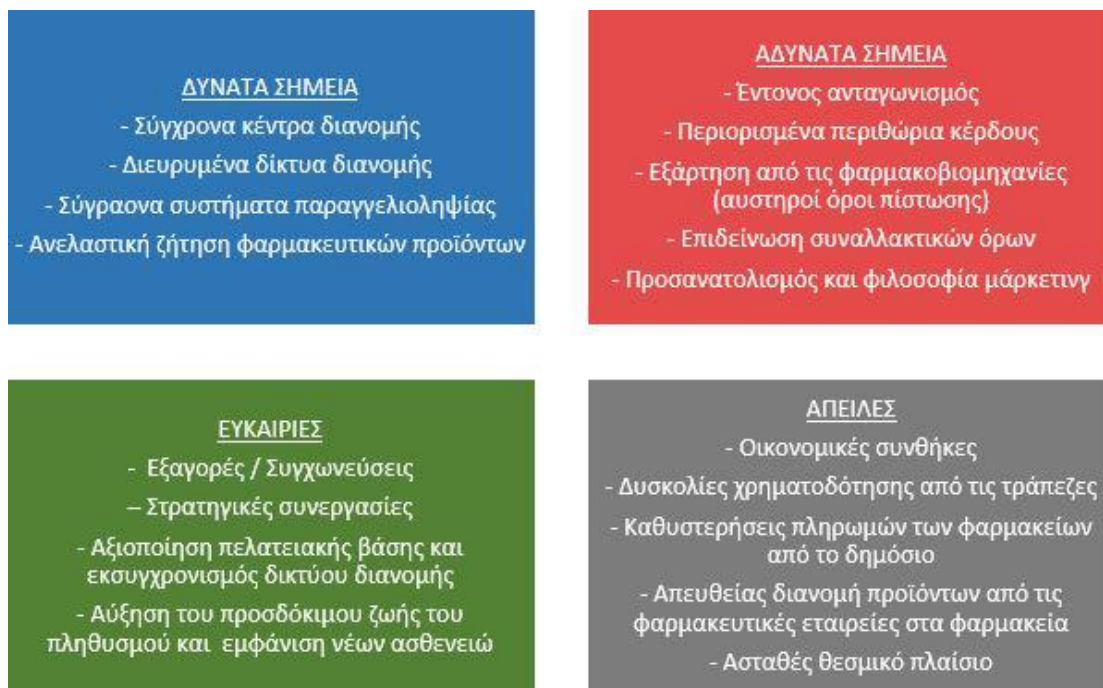 ΔΥΝΑΤΑ ΣΗΜΕΙΑ
- Σύγχρονα κέντρα διανομής
- Διευρυμένα δίκτυα διανομής
- Σύγραονα συστήματα παραγγελιοληψίας
- Ανελαστική ζήτηση φαρμακευτικών προϊόντων
ΑΔΥΝΑΤΑ ΣΗΜΕΙΑ
- Έντονος ανταγωνισμός
- Περιορισμένα περιθώρια κέρδους
- Εξάρτηση από τις φαρμακοβιομηχανίες
(αυστηροί όροι πίστωσης)
- Επιδείνωση συναλλακτικών όρων
- Προσανατολισμός και φιλοσοφία μάρκετινγ
ΕΥΚΑΙΡΙΕΣ
- Εξαγορές / Συγχωνεύσεις
– Στρατηγικές συνεργασίες
- Αξιοποίηση πελατειακής βάσης και
εκσυγχρονισμός δικτύου διανομής
- Αύξηση του προσδόκιμου ζωής του
πληθυσμού και εμφάνιση νέων ασθενειώ
ΑΠΕΙΛΕΣ
- Οικονομικές συνθήκες
- Δυσκολίες χρηματοδότησης από τις τράπεζες
- Καθυστερήσεις πληρωμών των φαρμακείων
από το δημόσιο
- Απευθείας διανομή προϊόντων από τις
φαρμακευτικές εταιρείες στα φαρμακεία
- Ασταθές θεσμικό πλαίσιο